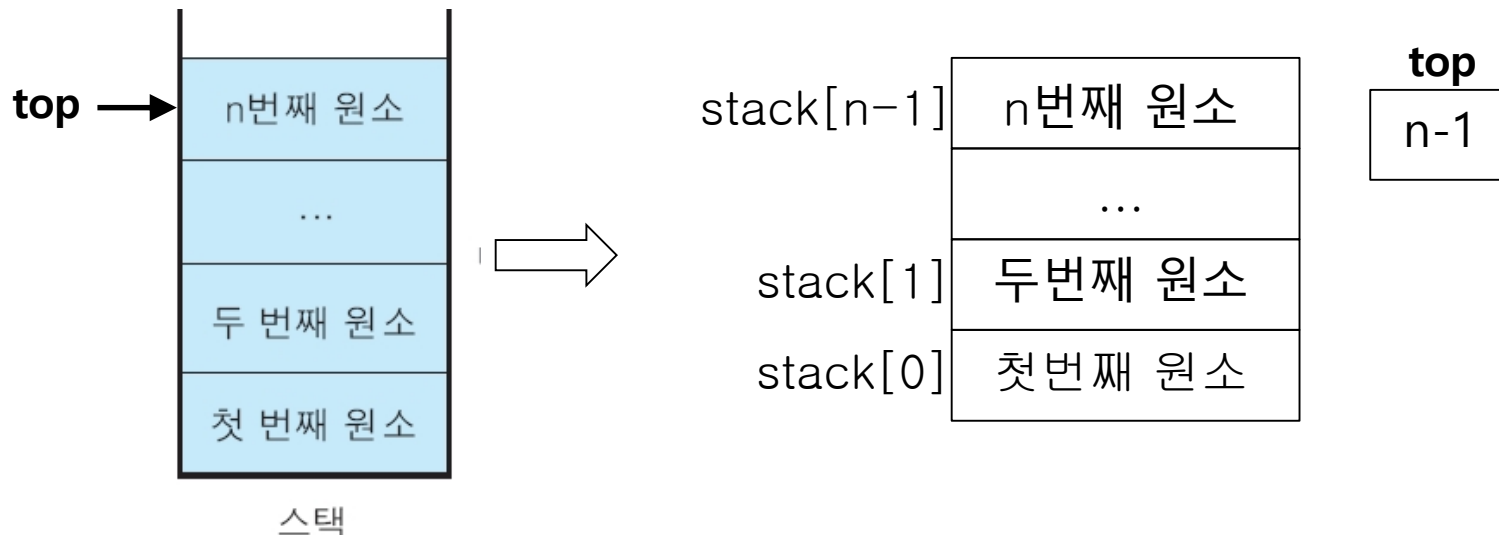 top
n번째 원소
...
두 번째 원소
첫 번째 원소
스택
top
n-1
stack[n-1] n번째 원소
...
stack[1] 두번째 원소
stack[0] 첫번째 원소